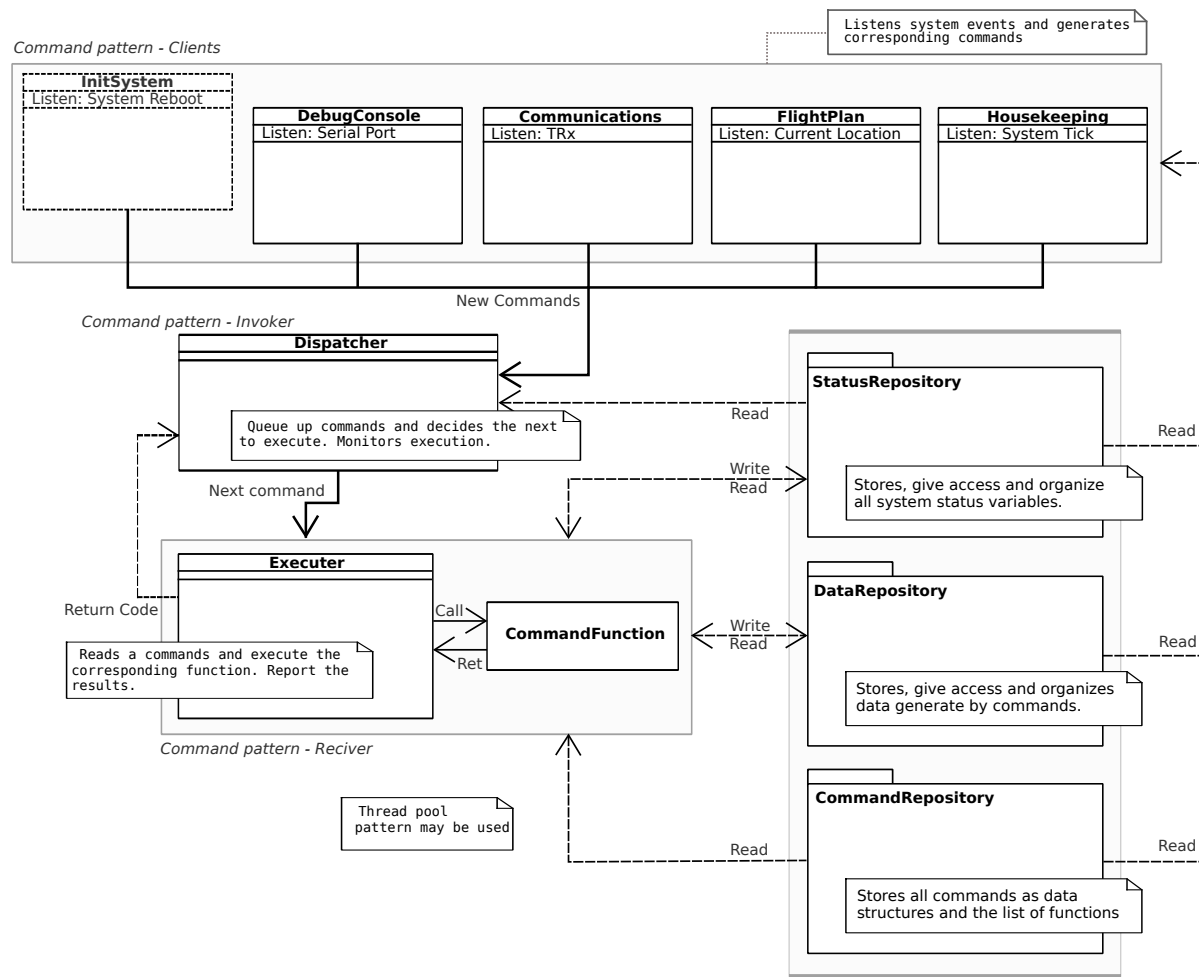 Listens system events and generates
corresponding commands
Command pattern - Clients
InitSystem
Listen: System Reboot
DebugConsole
Listen: Serial Port
Communications
Listen: TRx
FlightPlan
Listen: Current Location
Housekeeping
Listen: System Tick
New Commands
Command pattern - Invoker
Dispatcher
Queue up commands and decides the next
to execute. Monitors execution.
Next command
Read
Write
Read
StatusRepository
Read
Stores, give access and organize
all system status variables.
Executer
Return Code
Call
Ret
CommandFunction
Reads a commands and execute the
corresponding function. Report the
results.
Command pattern - Reciver
Write
Read
DataRepository
Read
Stores, give access and organizes
data generate by commands.
Thread pool
pattern may be used
Read
CommandRepository
Read
Stores all commands as data
structures and the list of functions